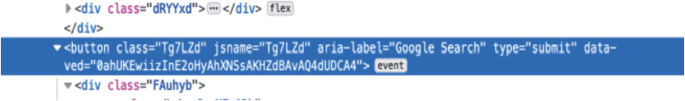 <div class="dRYYxd">⋯</div> flex
</div>
<button class="Tg7LZd" jsname="Tg7LZd" aria-label="Google Search" type="submit" data-
ved="0ahUKEwiizInE2oHyAhXNSsAKHZdBAvAQ4dUDCA4"> event
<div class="FAuhyb">